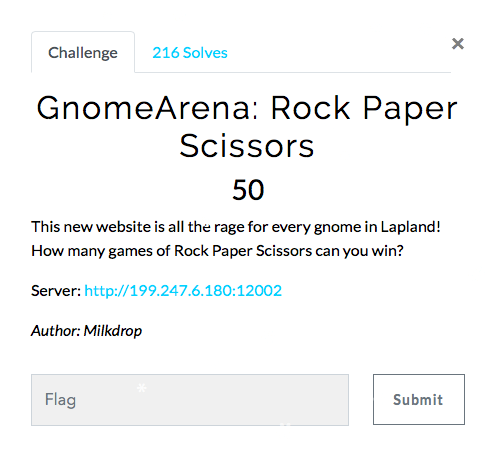 Challenge
216 Solves
×
GnomeArena: Rock Paper
Scissors
50
This new website is all the rage for every gnome in Lapland!
How many games of Rock Paper Scissors can you win?
Server: http://199.247.6.180:12002
Author: Milkdrop
Flag
Submit